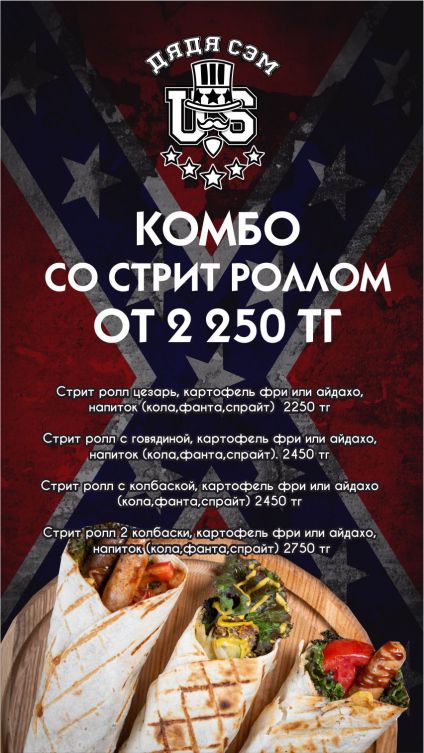 ДЯДЯ СЭМ
US
КОМБО
СО СТРИТ РОЛЛОМ
ОТ 2 250 ТГ
Стрит ролл цезарь, картофель фри или айдахо,
напиток (кола,фанта,спрайт) 2250 тг
Стрит ролл с говядиной, картофель фри или айдахо,
напиток (кола,фанта,спрайт). 2450 тг
Стрит ролл с колбаской, картофель фри или айдахо
(кола,фанта,спрайт) 2450 тг
Стрит ролл 2 колбаски, картофель фри или айдахо,
напиток (кола,фанта,спрайт) 2750 тг